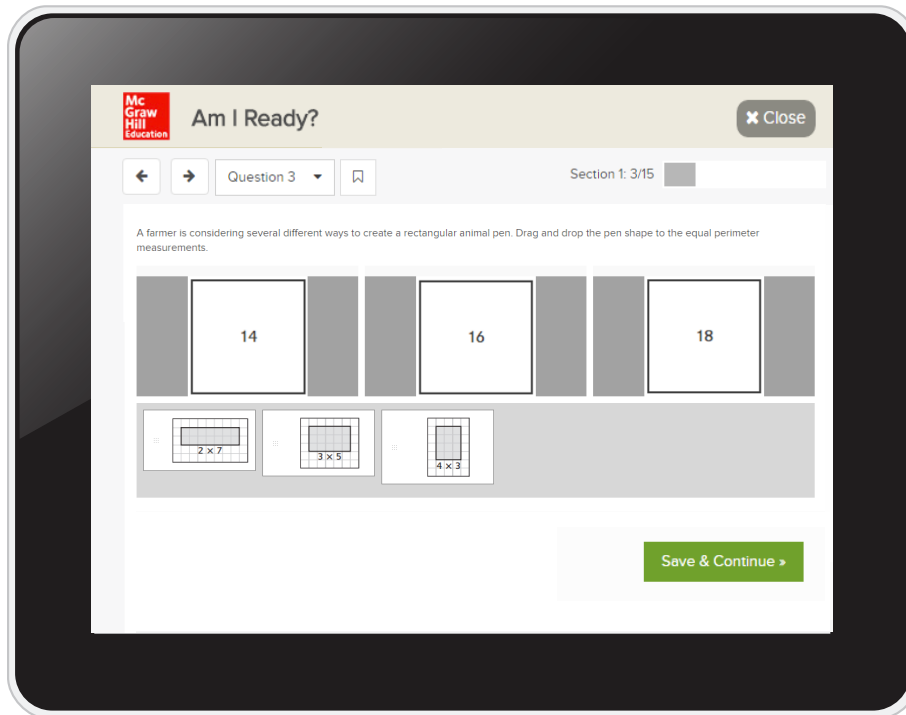 Mc
Graw
Hill
Education
Am I Ready?
✖ Close
Question 3
Section 1: 3/15
A farmer is considering several different ways to create a rectangular animal pen. Drag and drop the pen shape to the equal perimeter
measurements.
14
16
18
2 × 7
3 × 5
4 × 3
Save & Continue »